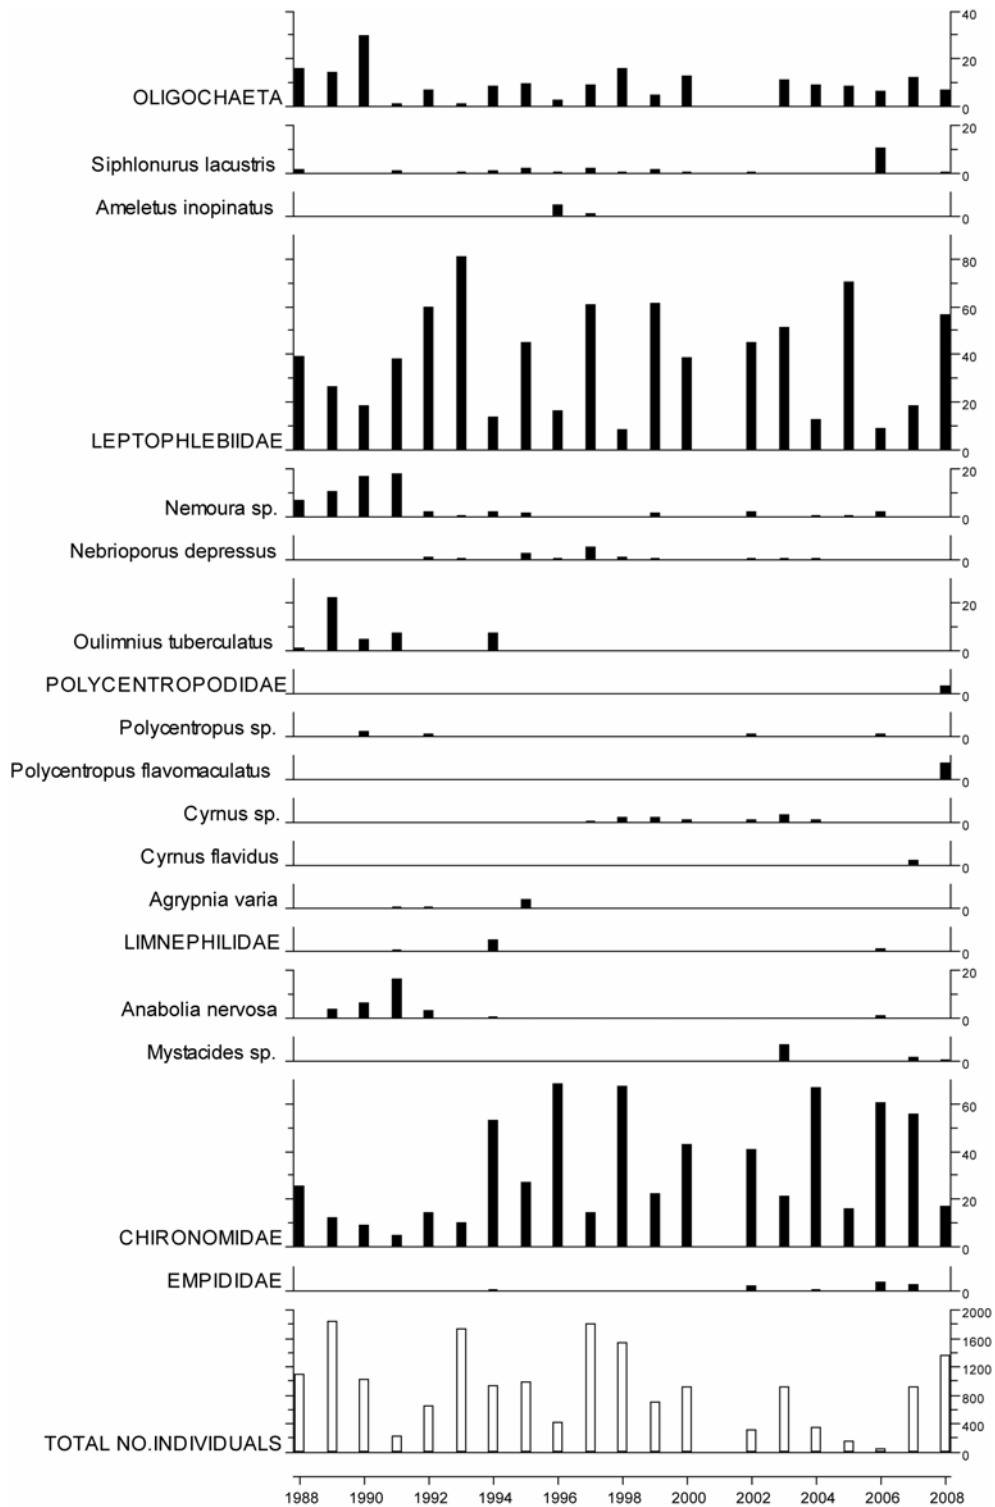 40
20
OLIGOCHAETA 0
20
Siphlonurus lacustris 0
Ameletus inopinatus 0
80
60
40
20
LEPTOPHLEBIIDAE 0
20
Nemoura sp. 0
Nebrioporus depressus 0
20
Oulimnius tuberculatus 0
POLYCENTROPODIDAE 0
Polycentropus sp. 0
Polycentropus flavomaculatus 0
Cyrnus sp. 0
Cyrnus flavidus 0
Agrypnia varia 0
LIMNEPHILIDAE 0
20
Anabolia nervosa 0
Mystacides sp. 0
60
40
20
CHIRONOMIDAE 0
EMPIDIDAE 0
2000
1600
1200
800
400
TOTAL NO.INDIVIDUALS 0
1988 1990 1992 1994 1996 1998 2000 2002 2004 2006 2008